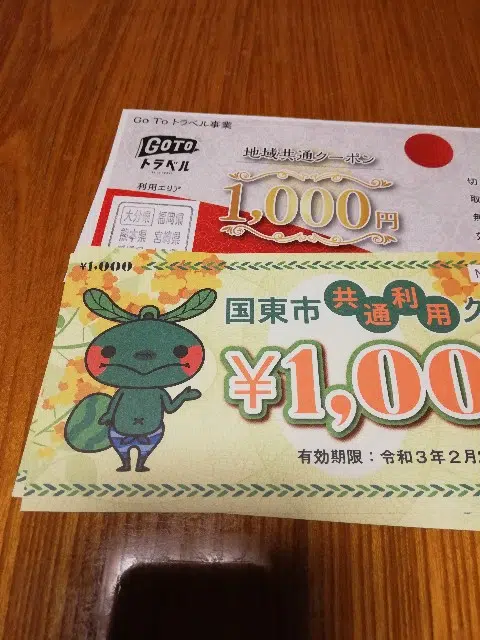 Go To トラベル事業
GOTO
トラベル
地域共通クーポン
利用エリア
1,000円
大分県 福岡県
熊本県 宮崎県
切
取
無
¥1,000
国東市共通利用ク
¥1,00
有効期限：令和3年2月